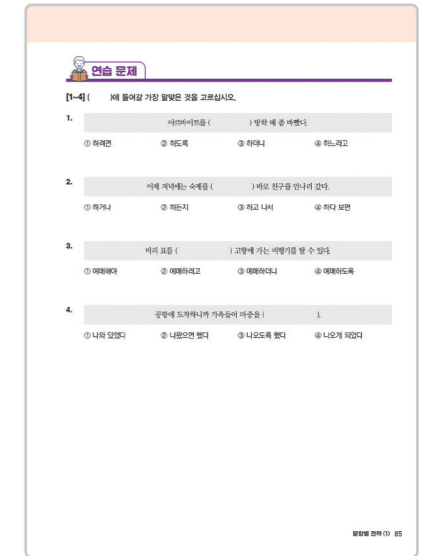 연습 문제
[1~4] (        )에 들어갈 가장 알맞은 것을 고르십시오.
1.
아르바이트를 (        ) 방학 때 좀 바빴다.
① 하려면 ② 하도록 ③ 하더니 ④ 하느라고
2.
어제 저녁에는 숙제를 (        ) 바로 친구를 만나러 갔다.
① 하거나 ② 하든지 ③ 하고 나서 ④ 하다 보면
3.
미리 표를 (        ) 고향에 가는 비행기를 탈 수 있다.
① 예매해야 ② 예매하려고 ③ 예매하더니 ④ 예매하도록
4.
공항에 도착하니까 가족들이 마중을 (        ).
① 나와 있었다 ② 나왔으면 했다 ③ 나오도록 했다 ④ 나오게 되었다
문항별 전략 (1) 85